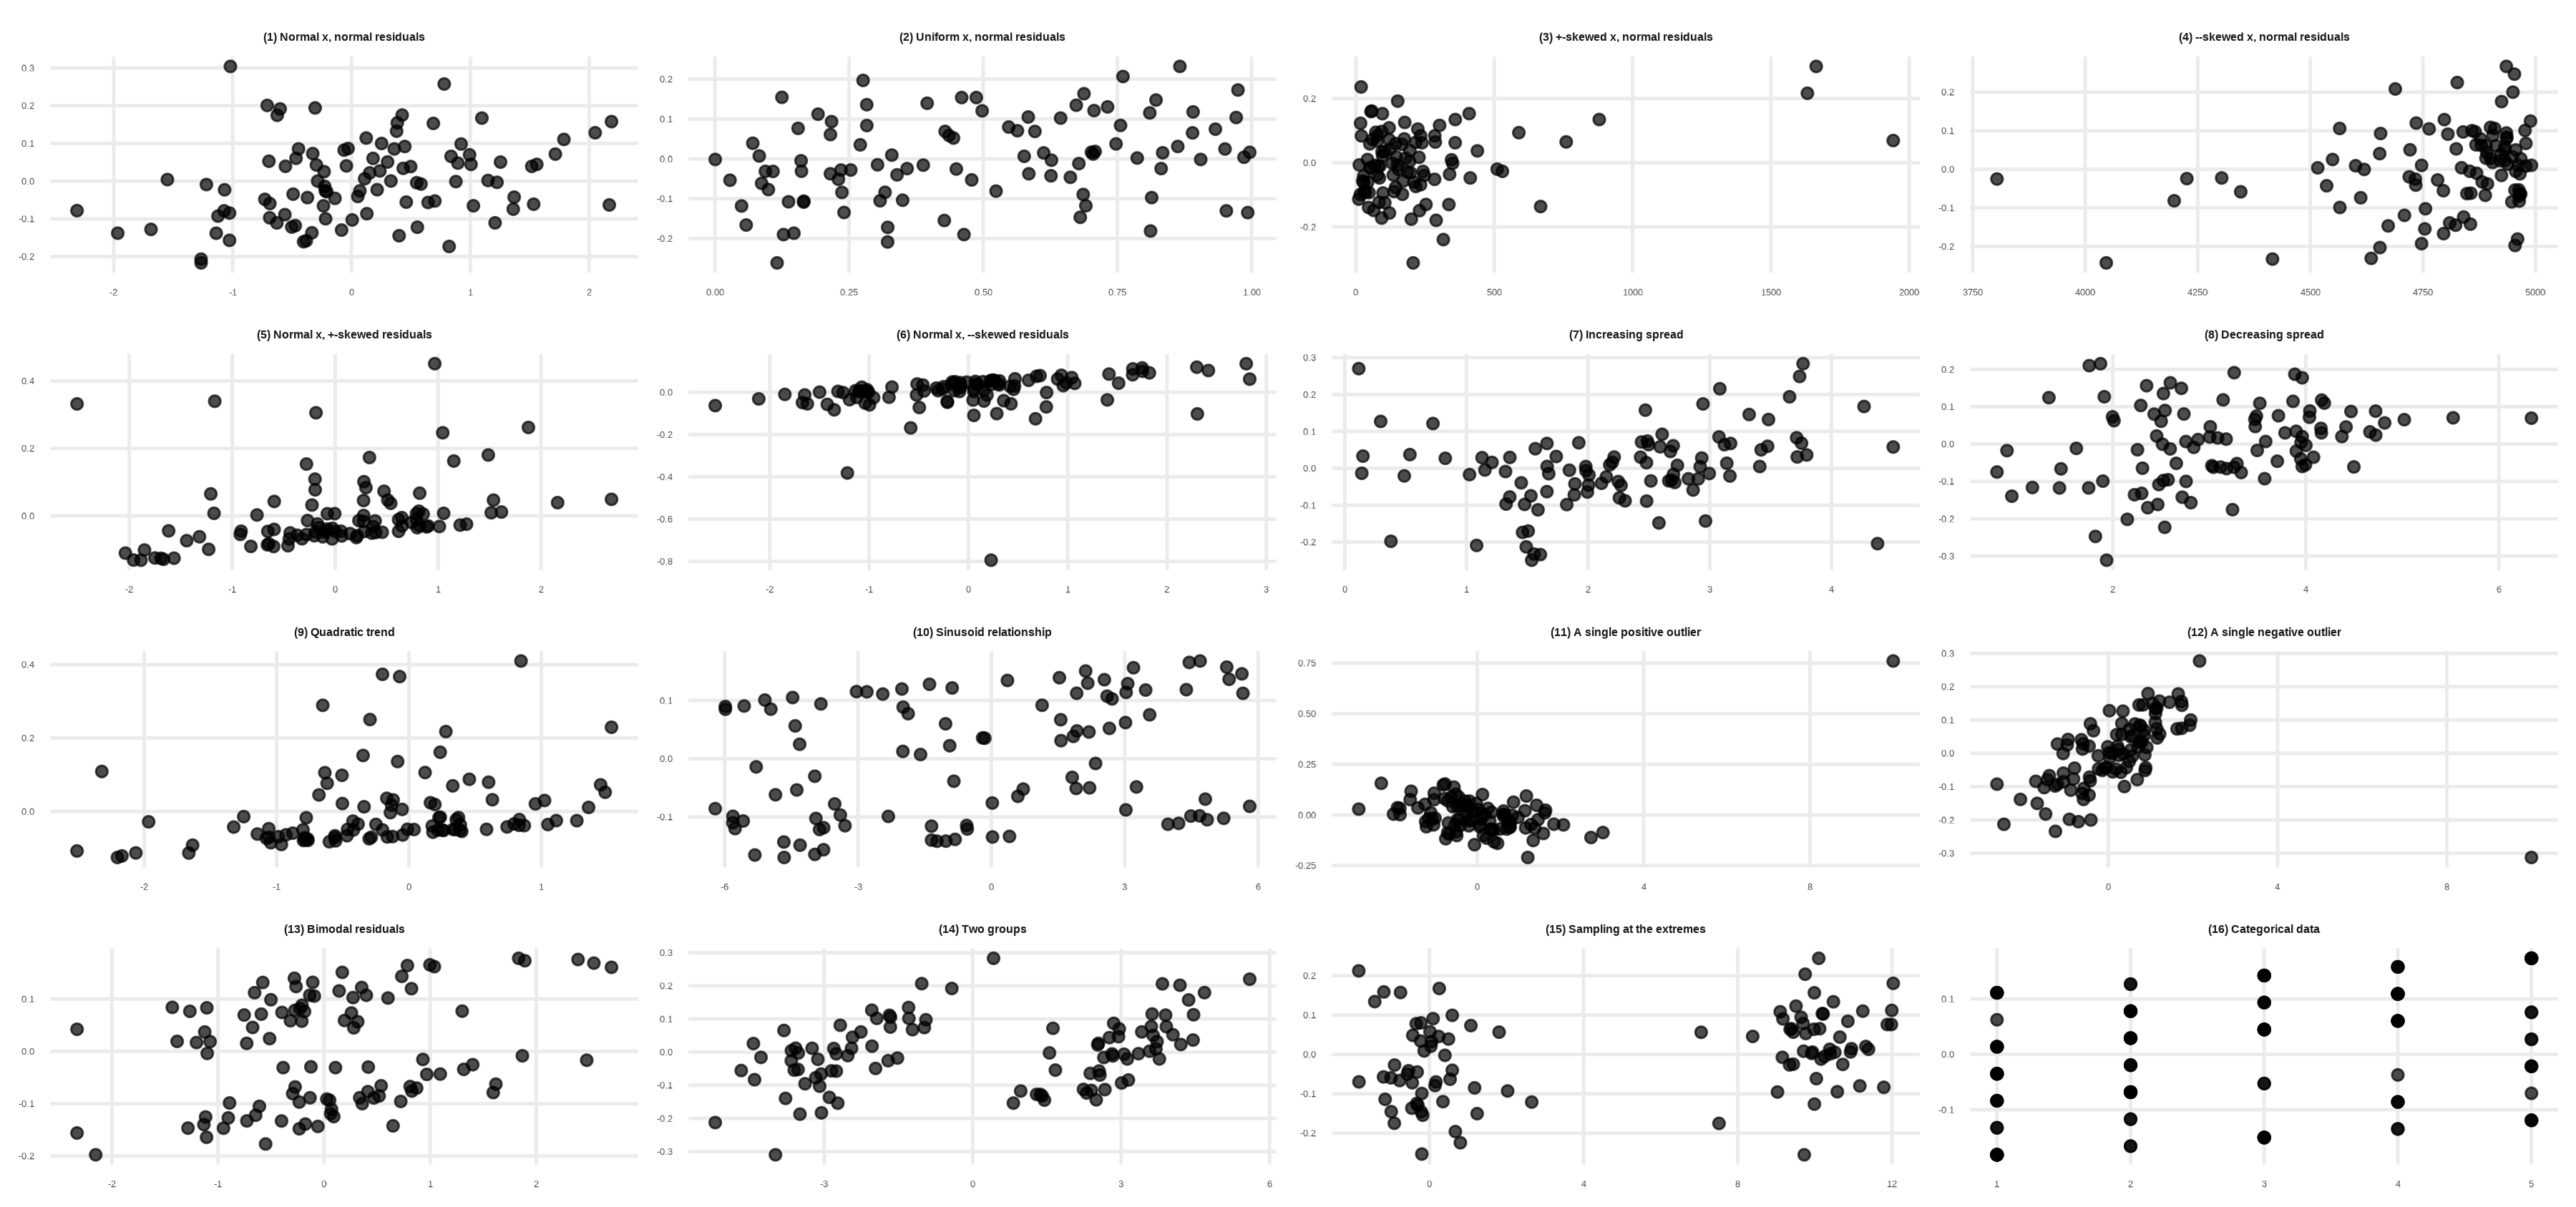 (1) Normal x, normal residuals
0.3
0.2
0.1
0.0
-0.1
-0.2
-2 -1 0 1 2
(2) Uniform x, normal residuals
0.2
0.1
0.0
-0.1
-0.2
0.00 0.25 0.50 0.75 1.00
(3) +-skewed x, normal residuals
0.2
0.0
-0.2
0 500 1000 1500 2000
(4) --skewed x, normal residuals
0.2
0.1
0.0
-0.1
-0.2
3750 4000 4250 4500 4750 5000
(5) Normal x, +-skewed residuals
0.4
0.2
0.0
-2 -1 0 1 2
(6) Normal x, --skewed residuals
0.0
-0.2
-0.4
-0.6
-0.8
-2 -1 0 1 2 3
(7) Increasing spread
0.3
0.2
0.1
0.0
-0.1
-0.2
0 1 2 3 4
(8) Decreasing spread
0.2
0.1
0.0
-0.1
-0.2
-0.3
2 4 6
(9) Quadratic trend
0.4
0.2
0.0
-2 -1 0 1
(10) Sinusoid relationship
0.1
0.0
-0.1
-6 -3 0 3 6
(11) A single positive outlier
0.75
0.50
0.25
0.00
-0.25
0 4 8
(12) A single negative outlier
0.3
0.2
0.1
0.0
-0.1
-0.2
-0.3
0 4 8
(13) Bimodal residuals
0.1
0.0
-0.1
-0.2
-2 -1 0 1 2
(14) Two groups
0.3
0.2
0.1
0.0
-0.1
-0.2
-0.3
-3 0 3 6
(15) Sampling at the extremes
0.2
0.1
0.0
-0.1
-0.2
0 4 8 12
(16) Categorical data
0.1
0.0
-0.1
1 2 3 4 5